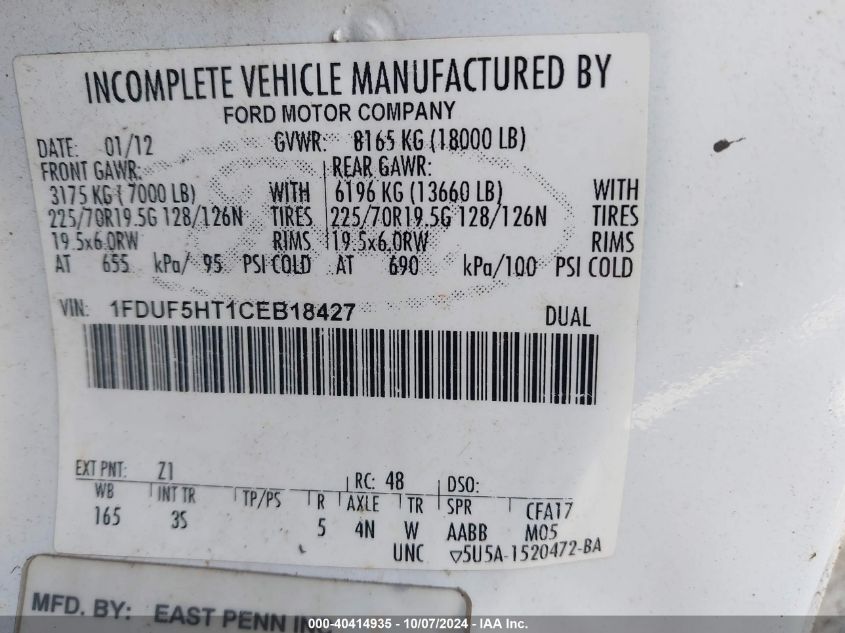 INCOMPLETE VEHICLE MANUFACTURED BY
FORD MOTOR COMPANY
DATE: 01/12 GVWR: 8165 KG (18000 LB)
FRONT GAWR: REAR GAWR:
3175 KG ( 7000 LB) WITH 6196 KG (13660 LB) WITH
225/70R19.5G 128/126N TIRES 225/70R19.5G 128/126N TIRES
19.5x6.0RW RIMS 19.5x6.0RW RIMS
AT 655 kPa/ 95 PSI COLD AT 690 kPa/100 PSI COLD
VIN: 1FDUF5HT1CEB18427 DUAL
EXT PNT: Z1 RC: 48 DSO:
WB INT TR TP/PS R AXLE TR SPR CFA17
165 3S 5 4N W AABB M05
UNC ▽5U5A-1520472-BA
MFD. BY: EAST PENN INC
000-40414935 - 10/07/2024 - IAA Inc.